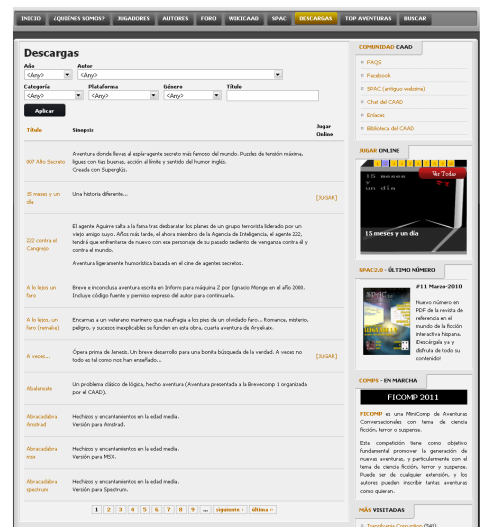 INICIO ¿QUIÉNES SOMOS? JUGADORES AUTORES FORO WIKICAAD SPAC DESCARGAS TOP AVENTURAS BUSCAR
Descargas
Año Autor
<Any> <Any>
Categoría Plataforma Género Título
<Any> <Any> <Any>
Aplicar
Título Sinopsis Jugar
Online
007 Alto Secreto
Aventura donde llevas al espía-agente secreto más famoso del mundo. Puzzles de tensión máxima,
ligues con tías buenas, acción al límite y sentido del humor inglés.
Creada con Superglús.
15 meses y un
día
Una historia diferente...
[JUGAR]
222 contra el
Cangrejo
El agente Aguirre salta a la fama tras desbaratar los planes de un grupo terrorista liderado por un
viejo amigo suyo. Años más tarde, el ahora miembro de la Agencia de Inteligencia, el agente 222,
tendrá que enfrentarse de nuevo con ese personaje de su pasado sediento de venganza contra él y
contra el mundo.
Aventura ligeramente humorística basada en el cine de agentes secretos.
A lo lejos un
faro
Breve e inconclusa aventura escrita en Inform para máquina Z por Ignacio Monge en el año 2000.
Incluye código fuente y permiso expreso del autor para continuarla.
A lo lejos, un
faro (remake)
Encarnas a un veterano marinero que naufragia a los pies de un olvidado faro... Romance, misterio,
peligro, y sucesos inexplicables se funden en esta obra, cuarta aventura de Aryekaix.
A veces...
Ópera prima de Jenesis. Un breve desarrollo para una bonita búsqueda de la verdad. A veces no
todo es tal como nos han enseñado...
[JUGAR]
Abalensate
Un problema clásico de lógica, hecho aventura (Aventura presentada a la Brevecomp 1 organizada
por el CAAD).
Abracadabra
Amstrad
Hechizos y encantamientos en la edad media.
Versión para Amstrad.
Abracadabra
msx
Hechizos y encantamientos en la edad media.
Versión para MSX.
Abracadabra
spectrum
Hechizos y encantamientos en la edad media.
Versión para Spectrum.
1 2 3 4 5 6 7 8 9 ... siguiente › última »
COMUNIDAD CAAD
FAQS
Facebook
SPAC (antiguo webzine)
Chat del CAAD
Enlaces
Biblioteca del CAAD
JUGAR ONLINE
Ver Todas
15 meses
y
un día
15 meses y un día
SPAC2.0 - ÚLTIMO NÚMERO
#11 Marzo-2010
Nuevo número en
PDF de la revista de
referencia en el
mundo de la ficción
interactiva hispana.
¡Descárgala ya y
disfruta de todo su
contenido!
COMPS - EN MARCHA
FICOMP 2011
FICOMP es una MiniComp de Aventuras
Conversacionales con tema de ciencia
ficción, terror o suspense.
Esta competición tiene como objetivo
fundamental promover la generación de
nuevas aventuras, y particularmente con el
tema de ciencia ficción, terror y suspense.
Puede ser de cualquier extensión, y los
autores pueden inscribir tantas aventuras
como quieran.
MÁS VISITADAS